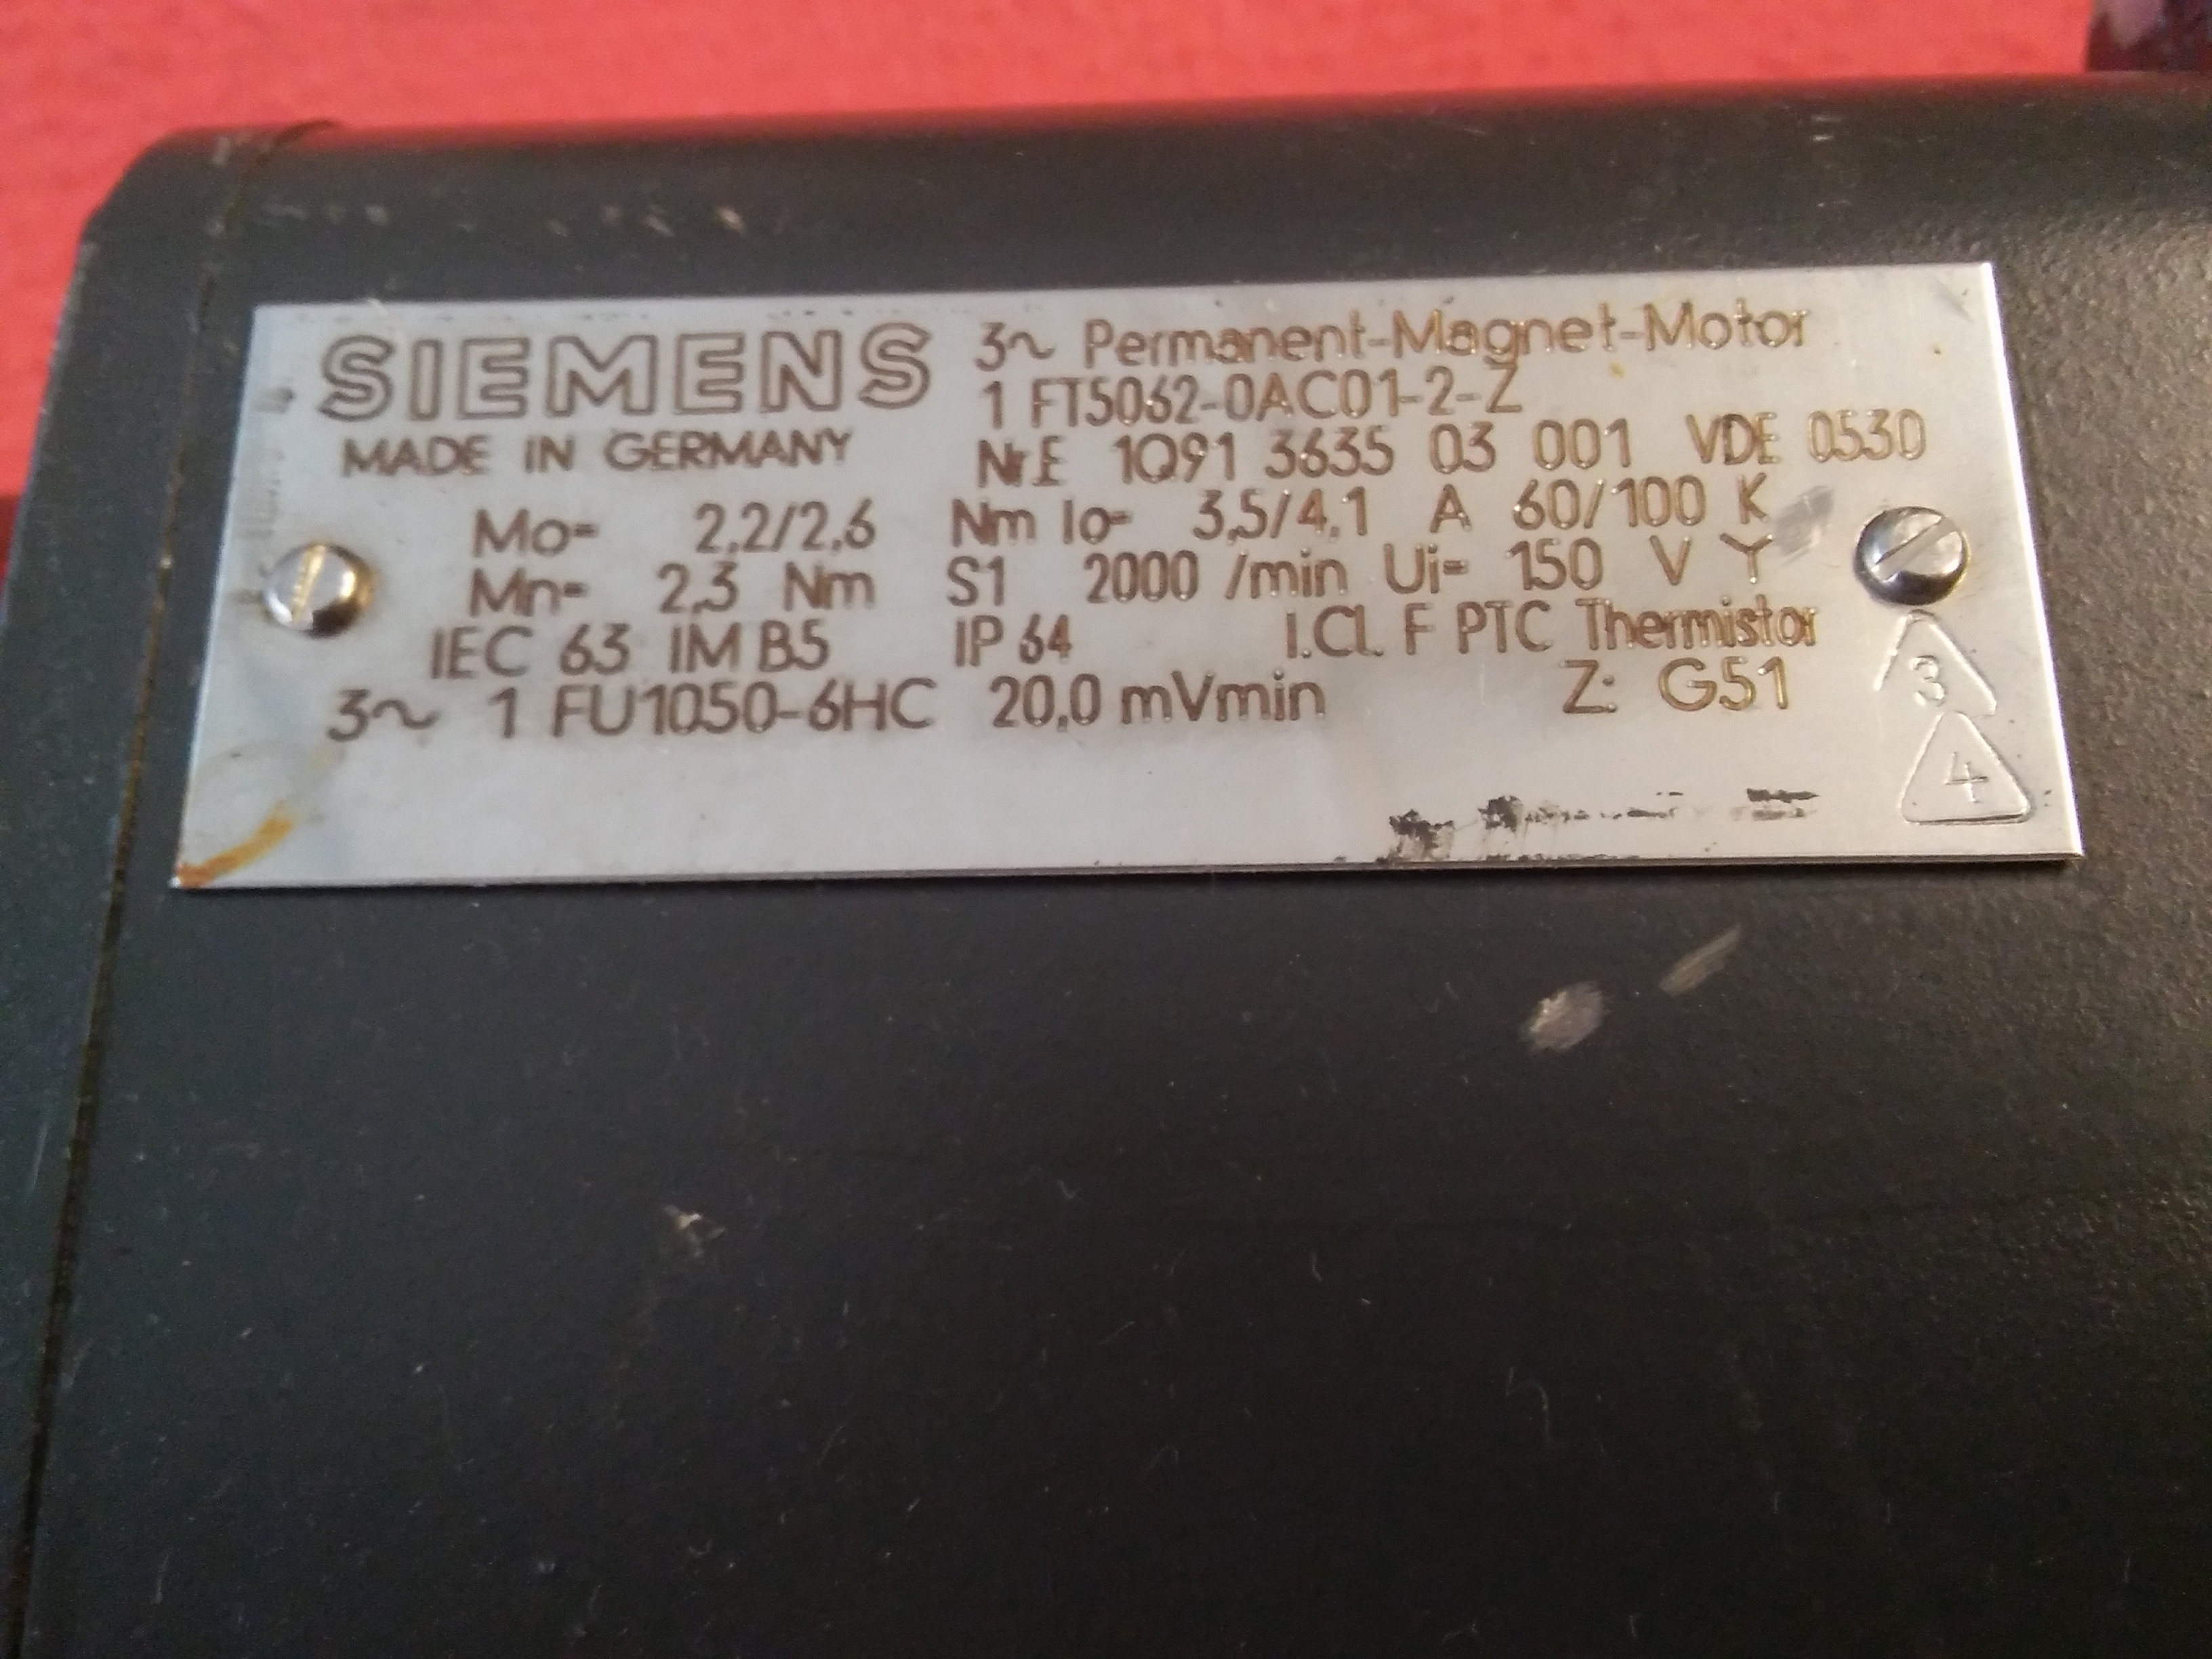 SIEMENS
MADE IN GERMANY
3~ Permanent-Magnet-Motor
1 FT5062-0AC01-2-Z
Nr.E 1Q91 3635 03 001 VDE 0530
Mo= 2,2/2,6 Nm Io= 3,5/4,1 A 60/100 K
Mn= 2,3 Nm S1 2000 /min Ui= 150 V Y
IEC 63 IM B5 IP 64 I.Cl. F PTC Thermistor
3~ 1 FU1050-6HC 20,0 mVmin Z: G51
3
4